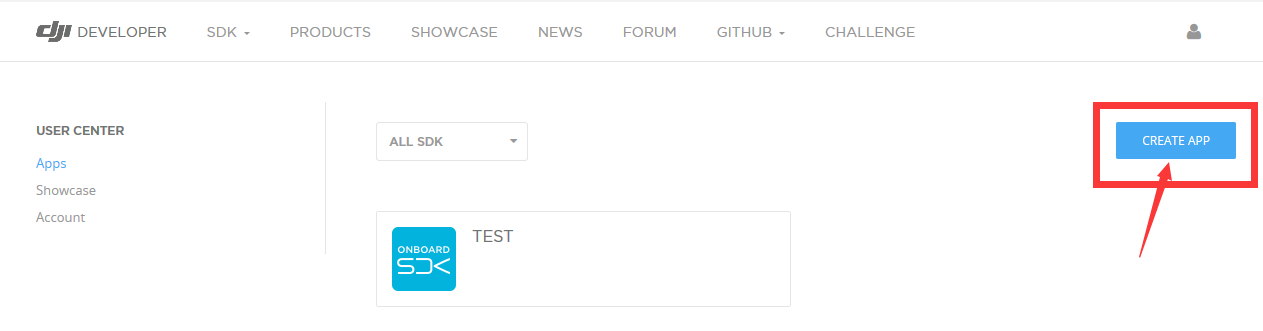 dji DEVELOPER SDK PRODUCTS SHOWCASE NEWS FORUM GITHUB CHALLENGE
USER CENTER
Apps
Showcase
Account
ALL SDK
CREATE APP
ONBOARD
SDK
TEST